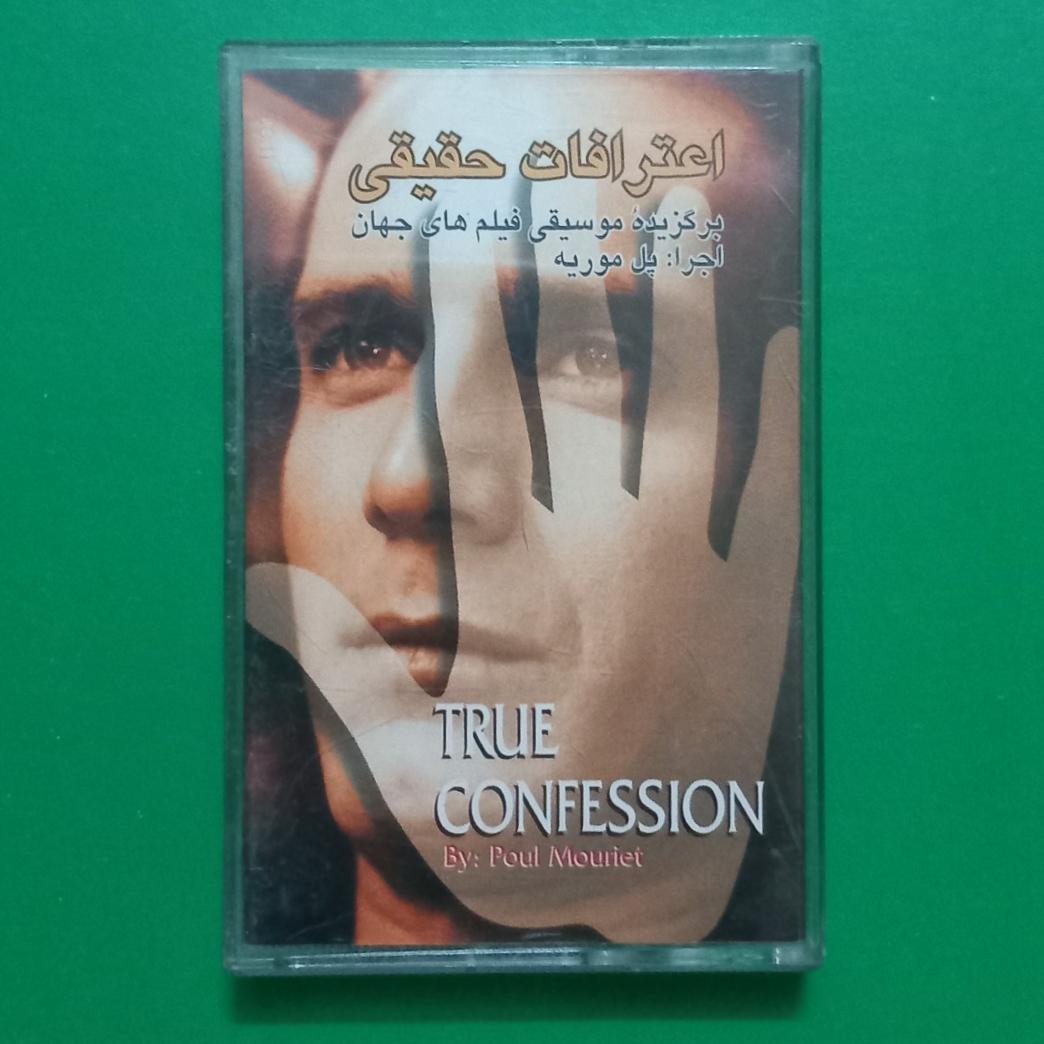 اعترافات حقیقی
برگزیدهٔ موسیقی فیلم های جهان
اجرا: پل موریه
TRUE
CONFESSION
By: Poul Mouriet